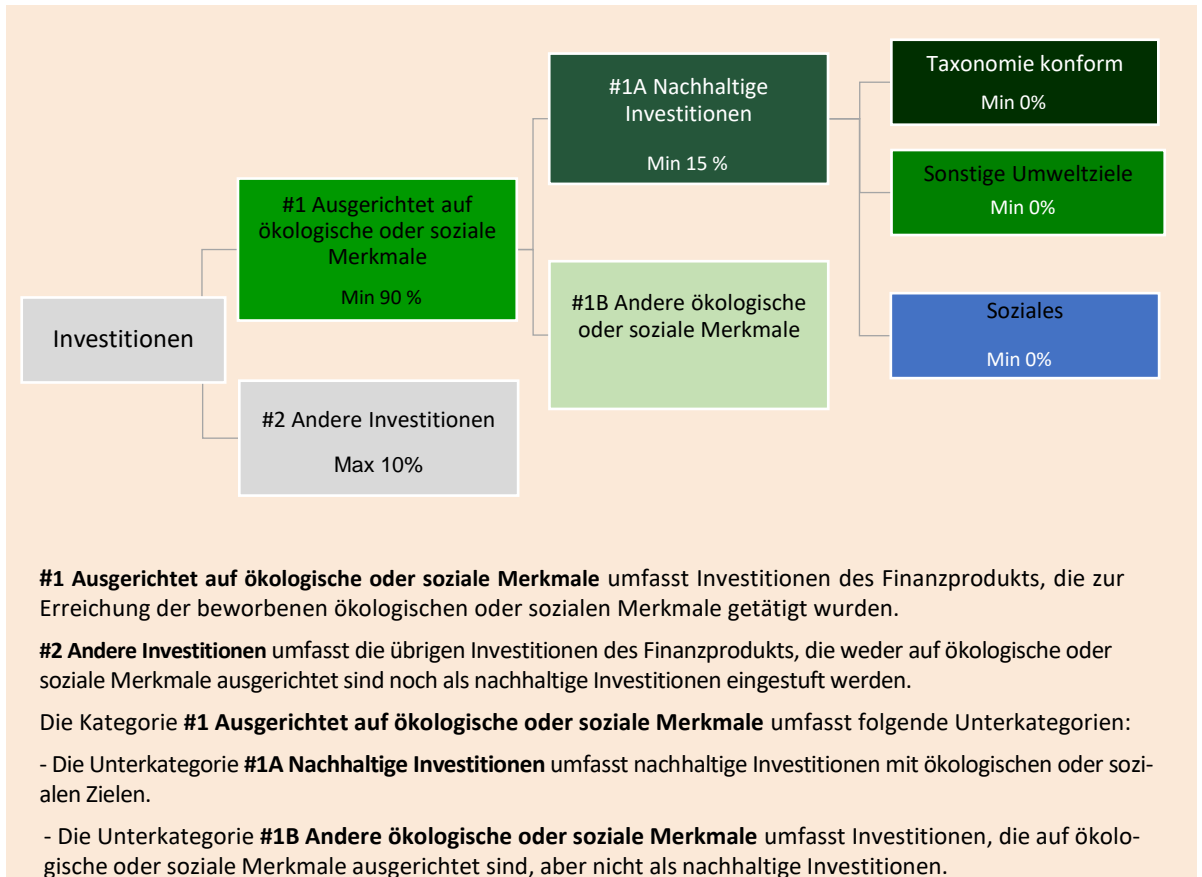 Investitionen
#1 Ausgerichtet auf
ökologische oder soziale
Merkmale
Min 90 %
#2 Andere Investitionen
Max 10%
#1A Nachhaltige
Investitionen
Min 15 %
#1B Andere ökologische
oder soziale Merkmale
Taxonomie konform
Min 0%
Sonstige Umweltziele
Min 0%
Soziales
Min 0%
#1 Ausgerichtet auf ökologische oder soziale Merkmale umfasst Investitionen des Finanzprodukts, die zur
Erreichung der beworbenen ökologischen oder sozialen Merkmale getätigt wurden.
#2 Andere Investitionen umfasst die übrigen Investitionen des Finanzprodukts, die weder auf ökologische oder
soziale Merkmale ausgerichtet sind noch als nachhaltige Investitionen eingestuft werden.
Die Kategorie #1 Ausgerichtet auf ökologische oder soziale Merkmale umfasst folgende Unterkategorien:
- Die Unterkategorie #1A Nachhaltige Investitionen umfasst nachhaltige Investitionen mit ökologischen oder sozi-
alen Zielen.
- Die Unterkategorie #1B Andere ökologische oder soziale Merkmale umfasst Investitionen, die auf ökolo-
gische oder soziale Merkmale ausgerichtet sind, aber nicht als nachhaltige Investitionen.